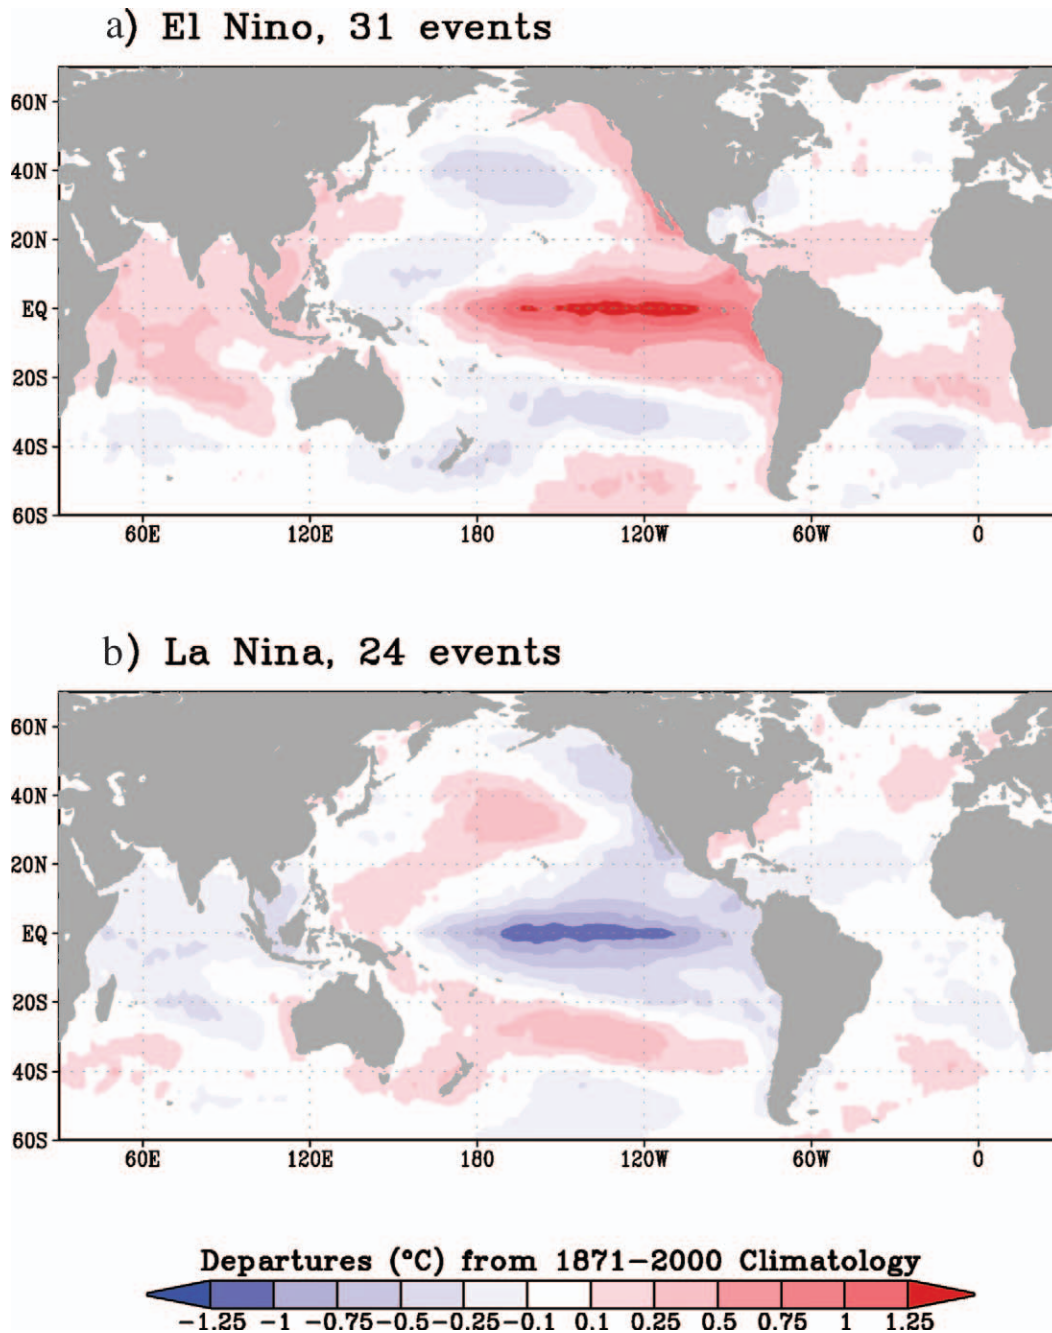 a) El Nino, 31 events
60N
40N
20N
EQ
20S
40S
60S
60E 120E 180 120W 60W 0
b) La Nina, 24 events
60N
40N
20N
EQ
20S
40S
60S
60E 120E 180 120W 60W 0
Departures (°C) from 1871-2000 Climatology
-1.25 -1 -0.75 -0.5 -0.25 -0.1 0.1 0.25 0.5 0.75 1 1.25